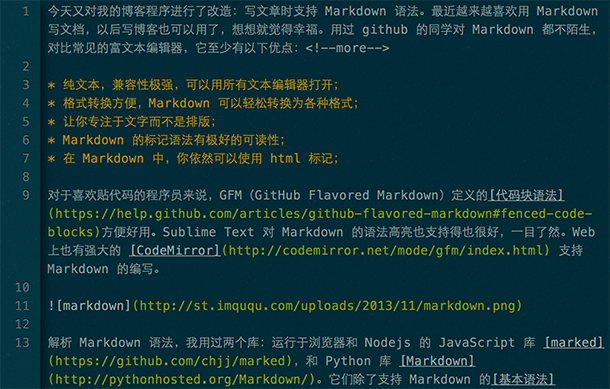 1 今天又对我的博客程序进行了改造：写文章时支持 Markdown 语法。最近越来越喜欢用 Markdown
写文档，以后写博客也可以用了，想想就觉得幸福。用过 github 的同学对 Markdown 都不陌生，
对比常见的富文本编辑器，它至少有以下优点：<!--more-->
2
3 * 纯文本，兼容性极强，可以用所有文本编辑器打开；
4 * 格式转换方便，Markdown 可以轻松转换为各种格式；
5 * 让你专注于文字而不是排版；
6 * Markdown 的标记语法有极好的可读性；
7 * 在 Markdown 中，你依然可以使用 html 标记；
8
9 对于喜欢贴代码的程序员来说，GFM（GitHub Flavored Markdown）定义的[代码块语法]
(https://help.github.com/articles/github-flavored-markdown#fenced-code-
blocks)方便好用。Sublime Text 对 Markdown 的语法高亮也支持得也很好，一目了然。Web
上也有强大的 [CodeMirror](http://codemirror.net/mode/gfm/index.html) 支持
Markdown 的编写。
10
11 ![markdown](http://st.imququ.com/uploads/2013/11/markdown.png)
12
13 解析 Markdown 语法，我用过两个库：运行于浏览器和 Nodejs 的 JavaScript 库 [marked]
(https://github.com/chjj/marked)，和 Python 库 [Markdown]
(http://pythonhosted.org/Markdown/)。它们除了支持 Markdown 的[基本语法]